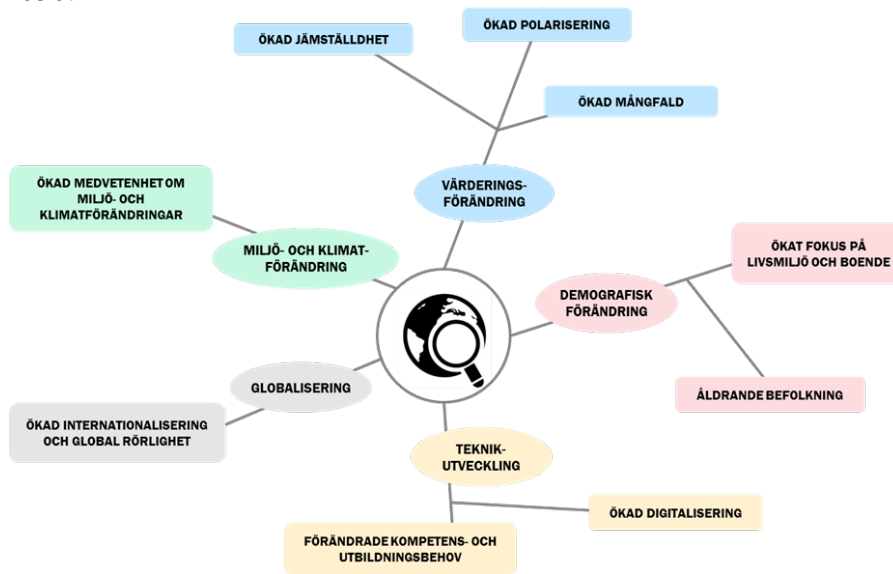 ÖKAD POLARISERING
ÖKAD JÄMSTÄLLDHET
ÖKAD MÅNGFALD
VÄRDERINGS-
FÖRÄNDRING
ÖKAD MEDVETENHET OM
MILJÖ- OCH
KLIMATFÖRÄNDRINGAR
MILJÖ- OCH KLIMAT-
FÖRÄNDRING
ÖKAT FOKUS PÅ
LIVSMILJÖ OCH BOENDE
DEMOGRAFISK
FÖRÄNDRING
ÅLDRANDE BEFOLKNING
GLOBALISERING
ÖKAD INTERNATIONALISERING
OCH GLOBAL RÖRLIGHET
TEKNIK-
UTVECKLING
ÖKAD DIGITALISERING
FÖRÄNDRADE KOMPETENS- OCH
UTBILDNINGSBEHOV